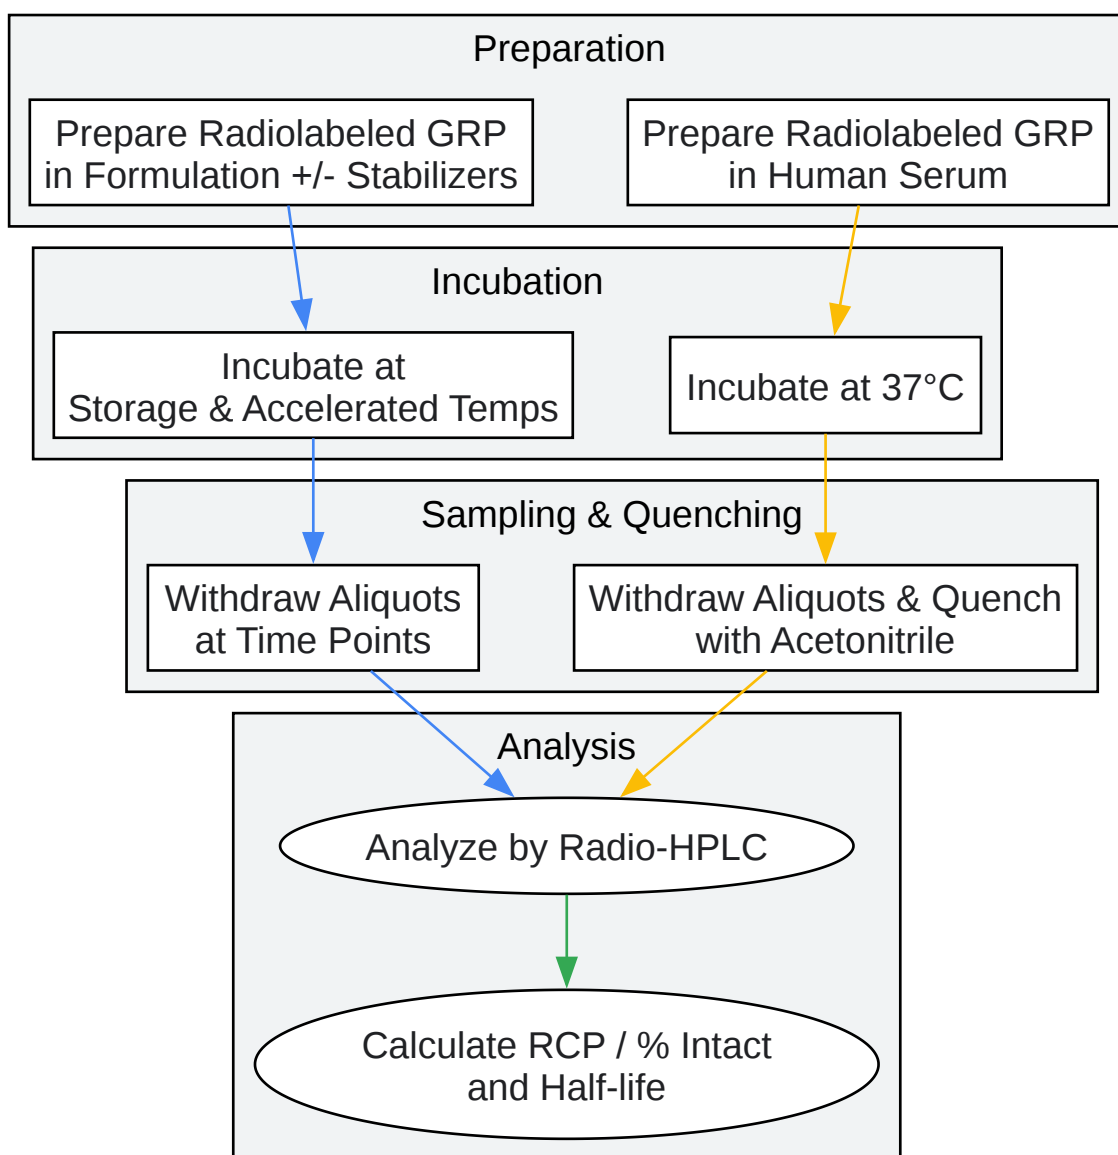 Preparation
Prepare Radiolabeled GRP
in Formulation +/- Stabilizers
Prepare Radiolabeled GRP
in Human Serum
Incubation
Incubate at
Storage & Accelerated Temps
Incubate at 37°C
Sampling & Quenching
Withdraw Aliquots
at Time Points
Withdraw Aliquots & Quench
with Acetonitrile
Analysis
Analyze by Radio-HPLC
Calculate RCP / % Intact
and Half-life